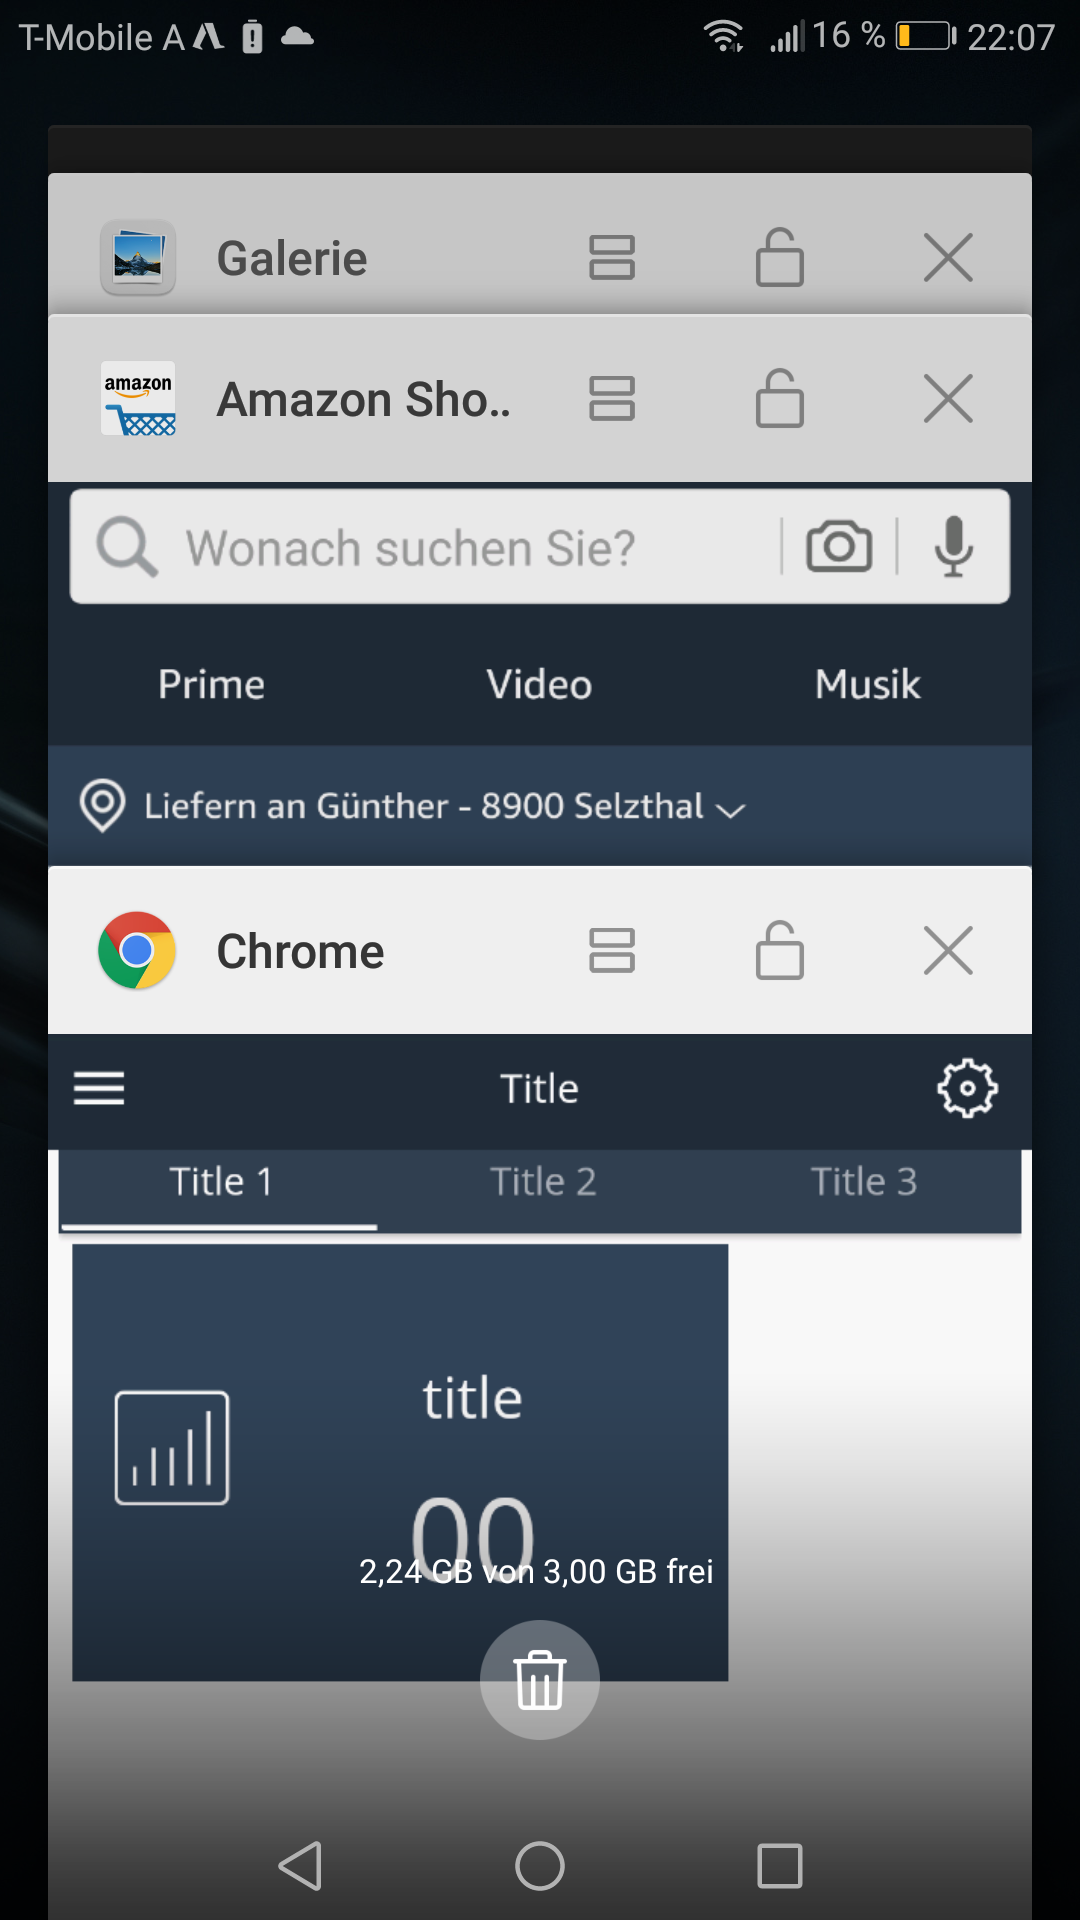 T-Mobile A 16 % 22:07
Galerie
amazon
Amazon Sho..
Wonach suchen Sie?
Prime Video Musik
Liefern an Günther - 8900 Selzthal
Chrome
Title
Title 1 Title 2 Title 3
title
00
2,24 GB von 3,00 GB frei